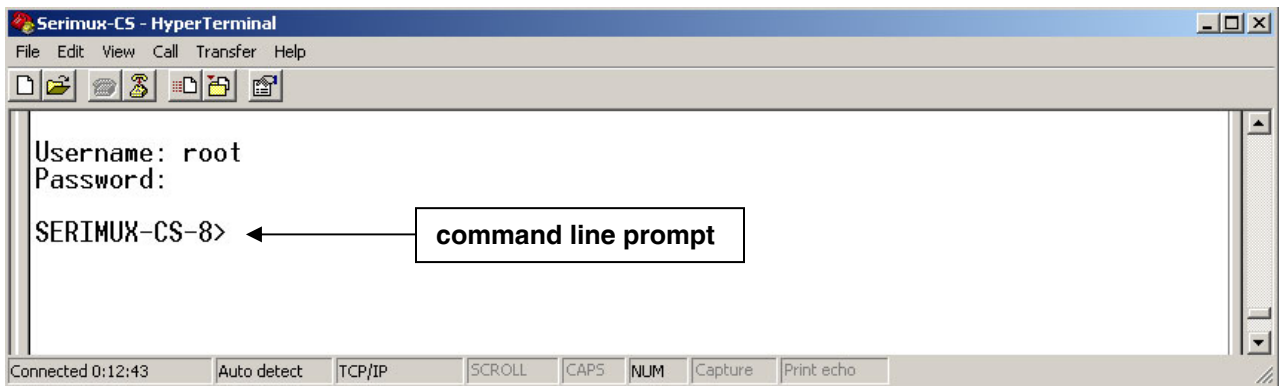 Serimux-CS - HyperTerminal
File Edit View Call Transfer Help
Username: root
Password:
SERIMUX-CS-8>
command line prompt
Connected 0:12:43 Auto detect TCP/IP SCROLL CAPS NUM Capture Print echo